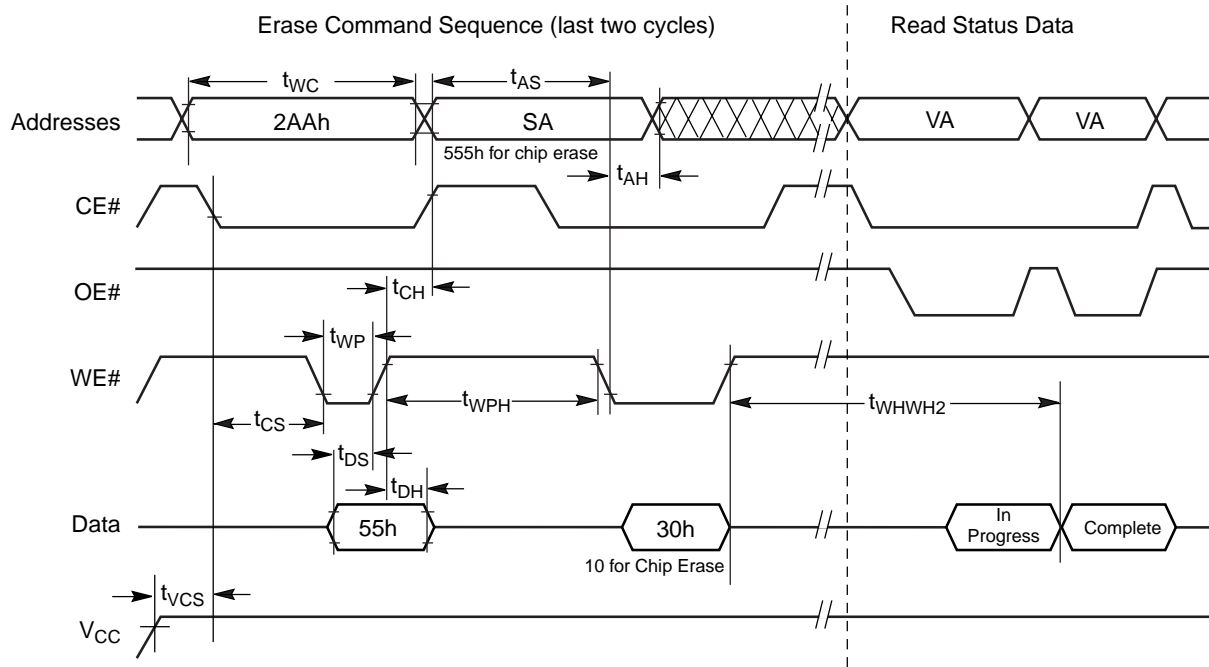 Erase Command Sequence (last two cycles)
Read Status Data
tWC
tAS
Addresses
2AAh
SA
VA
VA
555h for chip erase
tAH
CE#
OE#
tCH
tWP
WE#
tWPH
tWHWH2
tCS
tDS
tDH
Data
55h
30h
In
Progress
Complete
10 for Chip Erase
tVCS
VCC